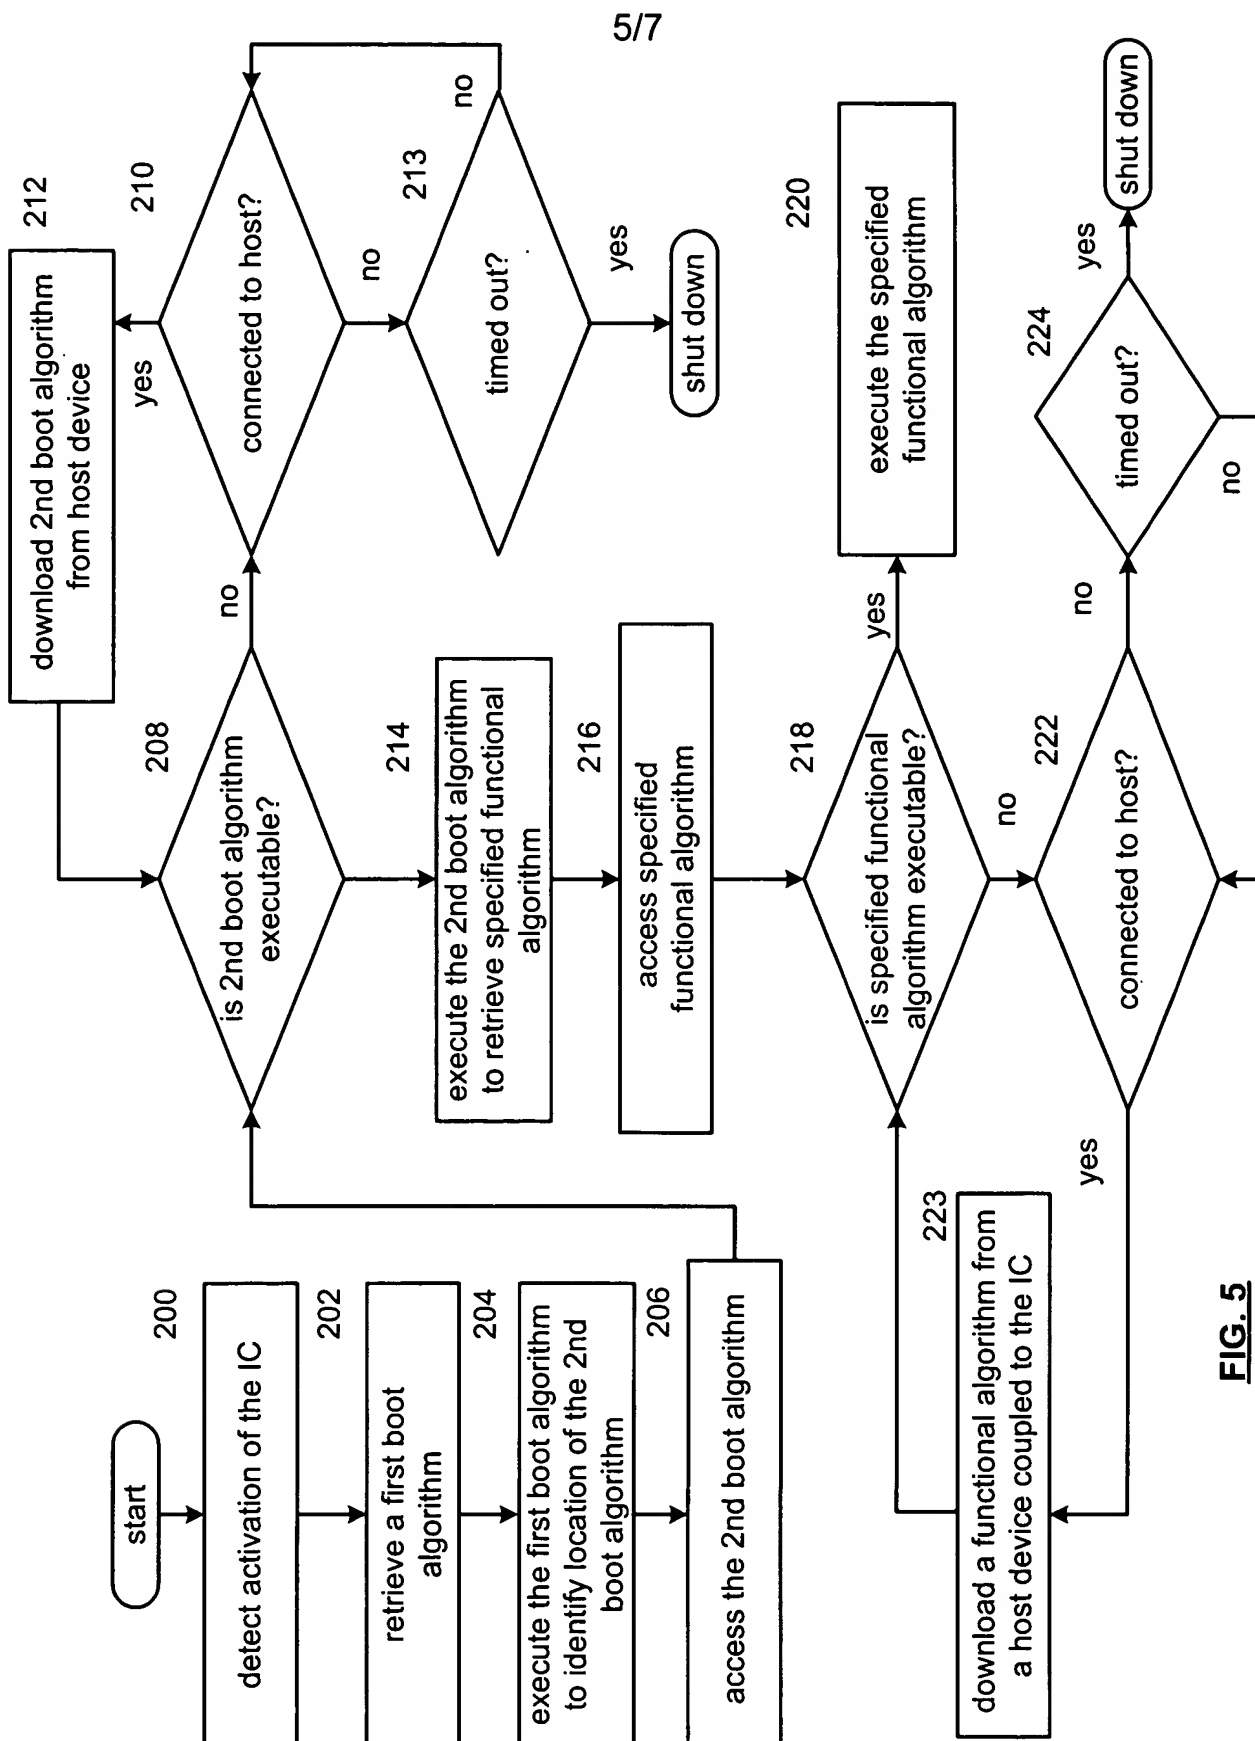 5/7
start
200
detect activation of the IC
202
retrieve a first boot
algorithm
204
execute the first boot algorithm
to identify location of the 2nd
boot algorithm
206
access the 2nd boot algorithm
208
is 2nd boot algorithm
executable?
no
210
connected to host?
yes
212
download 2nd boot algorithm
from host device
no
213
timed out?
no
yes
shut down
214
execute the 2nd boot algorithm
to retrieve specified functional
algorithm
216
access specified
functional algorithm
218
is specified functional
algorithm executable?
yes
220
execute the specified
functional algorithm
no
222
connected to host?
yes
223
download a functional algorithm from
a host device coupled to the IC
no
224
timed out?
yes
shut down
no
FIG. 5